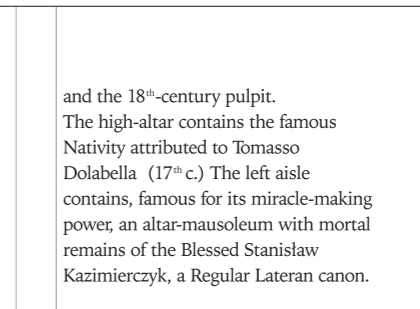 and the 18th-century pulpit.
The high-altar contains the famous
Nativity attributed to Tomasso
Dolabella (17th c.) The left aisle
contains, famous for its miracle-making
power, an altar-mausoleum with mortal
remains of the Blessed Stanisław
Kazimierczyk, a Regular Lateran canon.